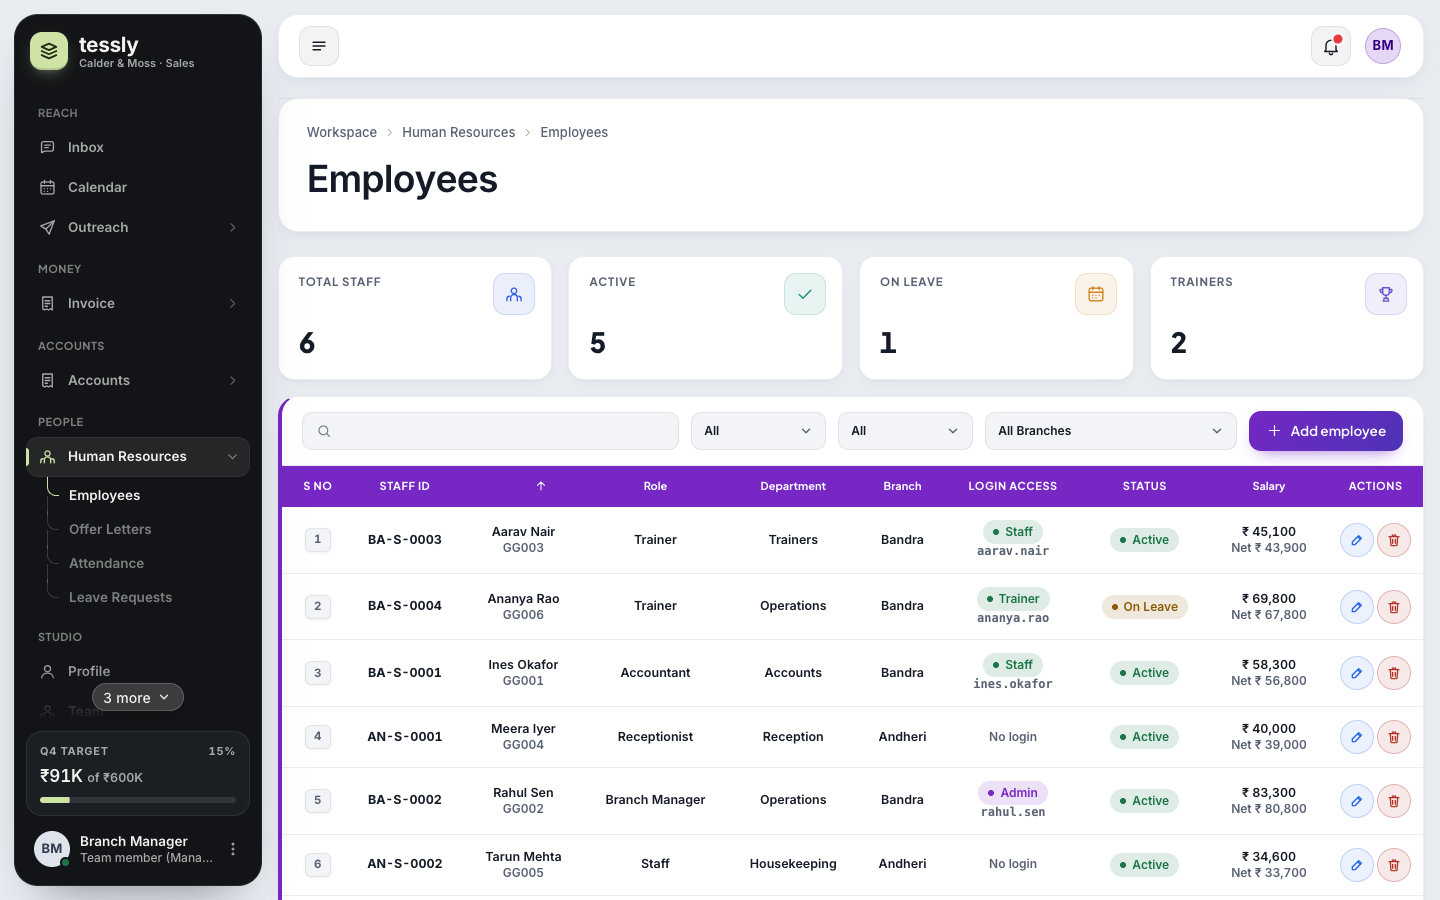 tessly
Calder & Moss · Sales
REACH
Inbox
Calendar
Outreach
MONEY
Invoice
ACCOUNTS
Accounts
PEOPLE
Human Resources
Employees
Offer Letters
Attendance
Leave Requests
STUDIO
Profile
3 more
Team
Q4 TARGET 15%
₹91K of ₹600K
BM
Branch Manager
Team member (Mana...
BM
Workspace > Human Resources > Employees
Employees
TOTAL STAFF
6
ACTIVE
5
ON LEAVE
1
TRAINERS
2
All
All
All Branches
+ Add employee
S NO STAFF ID ↑ Role Department Branch LOGIN ACCESS STATUS Salary ACTIONS
1 BA-S-0003 Aarav Nair GG003 Trainer Trainers Bandra Staff aarav.nair Active ₹ 45,100 Net ₹ 43,900
2 BA-S-0004 Ananya Rao GG006 Trainer Operations Bandra Trainer ananya.rao On Leave ₹ 69,800 Net ₹ 67,800
3 BA-S-0001 Ines Okafor GG001 Accountant Accounts Bandra Staff ines.okafor Active ₹ 58,300 Net ₹ 56,800
4 AN-S-0001 Meera Iyer GG004 Receptionist Reception Andheri No login Active ₹ 40,000 Net ₹ 39,000
5 BA-S-0002 Rahul Sen GG002 Branch Manager Operations Bandra Admin rahul.sen Active ₹ 83,300 Net ₹ 80,800
6 AN-S-0002 Tarun Mehta GG005 Staff Housekeeping Andheri No login Active ₹ 34,600 Net ₹ 33,700